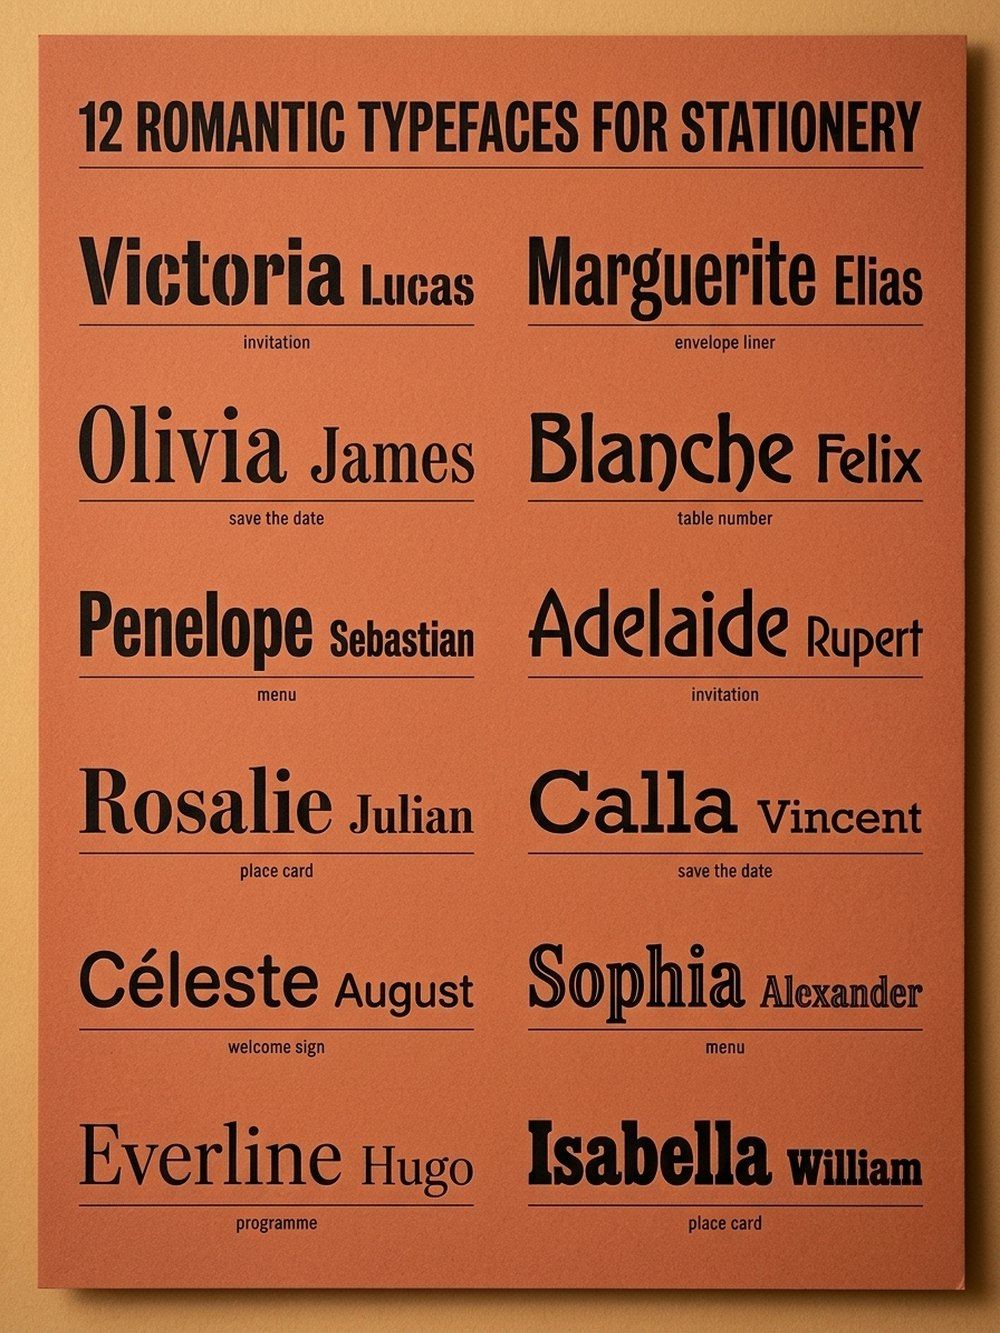 12 ROMANTIC TYPEFACES FOR STATIONERY
Victoria Lucas
invitation
Marguerite Elias
envelope liner
Olivia James
save the date
Blanche Felix
table number
Penelope Sebastian
menu
Adelaide Rupert
invitation
Rosalie Julian
place card
Calla Vincent
save the date
Céleste August
welcome sign
Sophia Alexander
menu
Everline Hugo
programme
Isabella William
place card